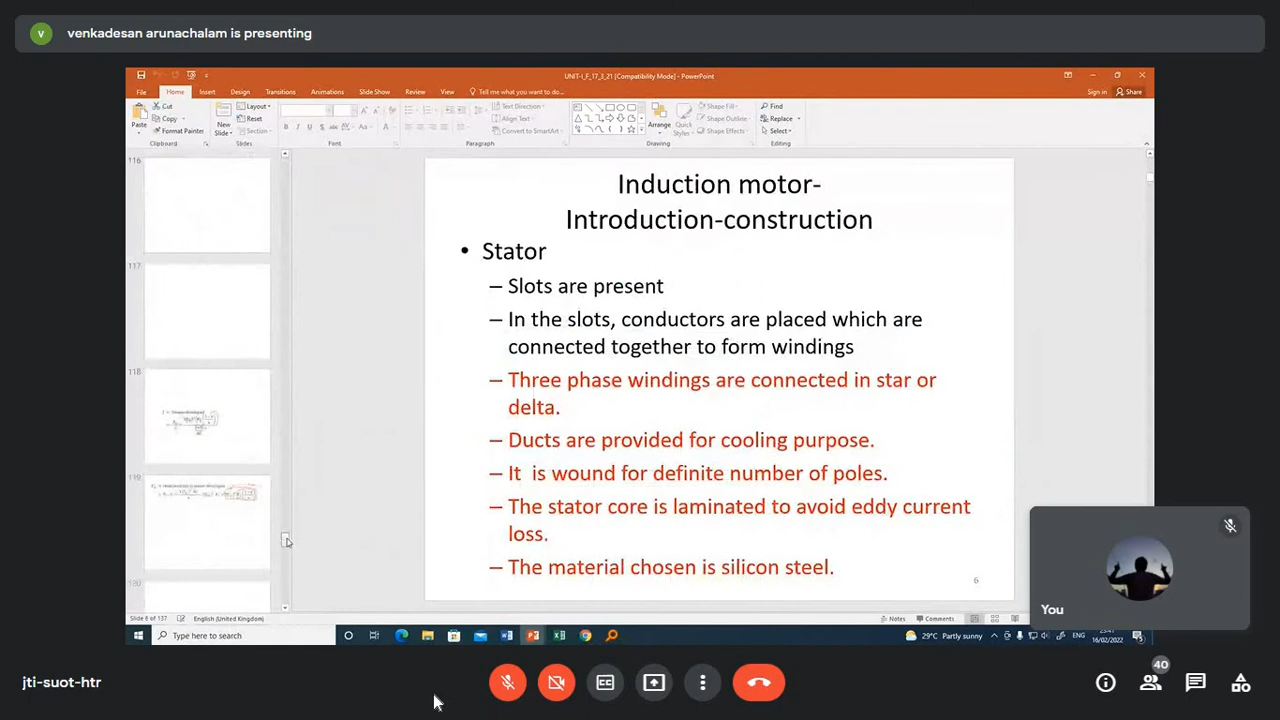 v
venkadesan arunachalam is presenting
UNIT-I_F_17_3_21 [Compatibility Mode] - PowerPoint
File Home Insert Design Transitions Animations Slide Show Review View Tell me what you want to do... Sign in Share
Paste
Cut
Copy
Format Painter
Clipboard
New
Slide
Layout
Reset
Section
Slides
Font
Text Direction
Align Text
Convert to SmartArt
Paragraph
Arrange
Quick
Styles
Shape Fill
Shape Outline
Shape Effects
Drawing
Find
Replace
Select
Editing
116
117
118
119
Induction motor-
Introduction-construction
• Stator
– Slots are present
– In the slots, conductors are placed which are
connected together to form windings
– Three phase windings are connected in star or
delta.
– Ducts are provided for cooling purpose.
– It is wound for definite number of poles.
– The stator core is laminated to avoid eddy current
loss.
– The material chosen is silicon steel.
6
Slide 6 of 137 English (United Kingdom) Notes Comments
Type here to search
29°C Partly sunny ENG
16/02/2022
You
jti-suot-htr
40